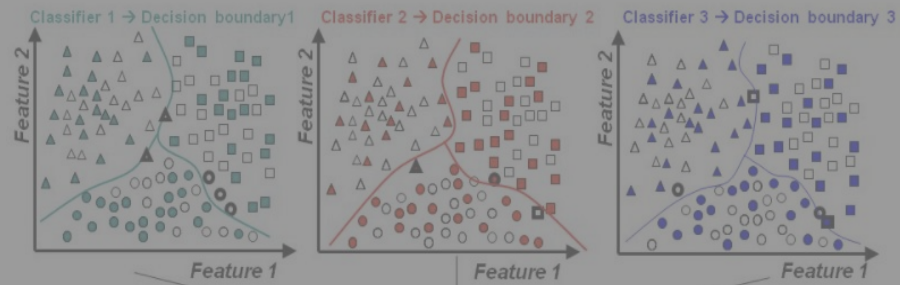 Classifier 1 → Decision boundary1
Classifier 2 → Decision boundary 2
Classifier 3 → Decision boundary 3
Feature 2
Feature 1
Feature 2
Feature 1
Feature 2
Feature 1